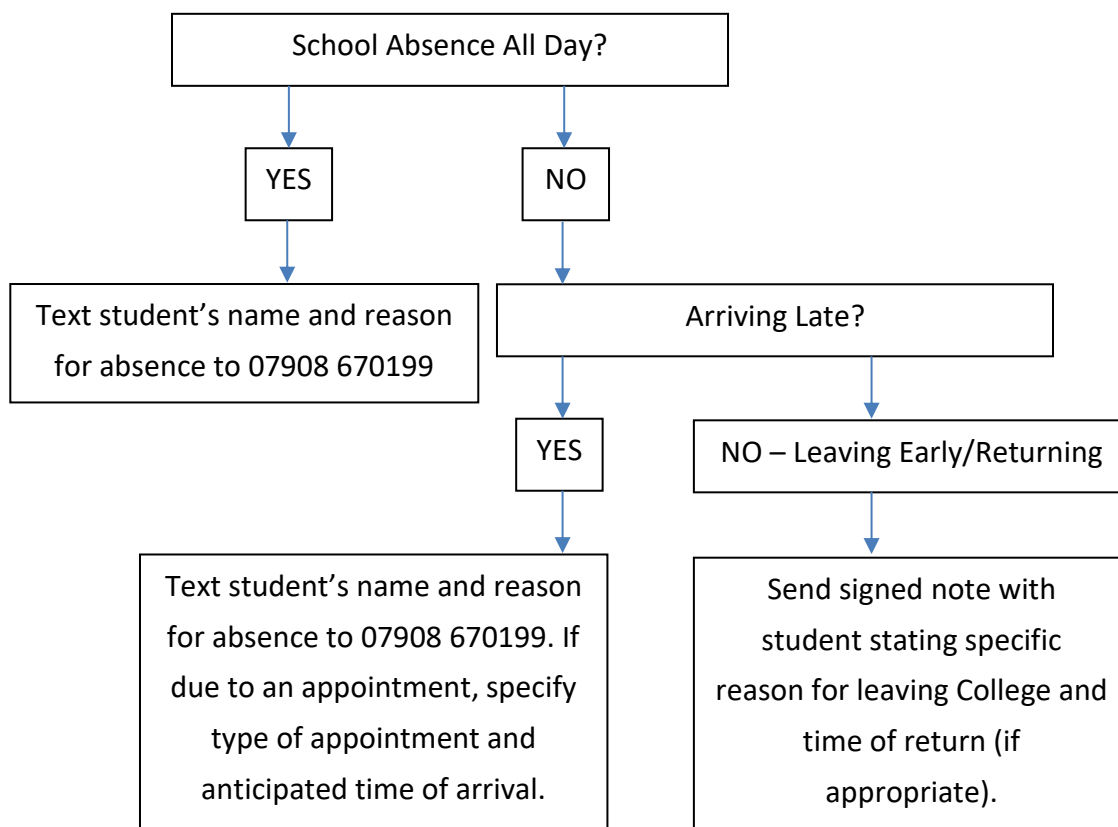 School Absence All Day?
YES
NO
Text student’s name and reason
for absence to 07908 670199
Arriving Late?
YES
NO – Leaving Early/Returning
Text student’s name and reason
for absence to 07908 670199. If
due to an appointment, specify
type of appointment and
anticipated time of arrival.
Send signed note with
student stating specific
reason for leaving College and
time of return (if
appropriate).